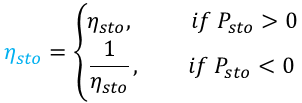 η_sto = { η_sto, if P_sto > 0
1/η_sto, if P_sto < 0